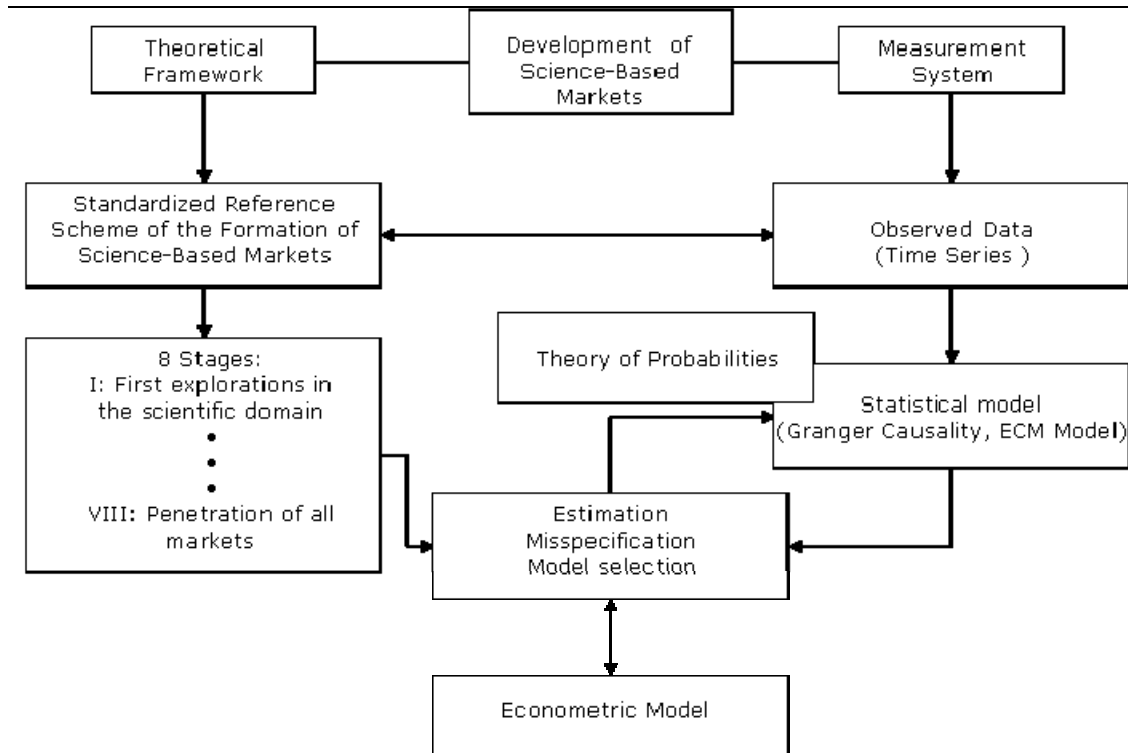 Theoretical
Framework
Development of
Science-Based
Markets
Measurement
System
Standardized Reference
Scheme of the Formation of
Science-Based Markets
Observed Data
(Time Series )
8 Stages:
I: First explorations in
the scientific domain
VIII: Penetration of all
markets
Theory of Probabilities
Statistical model
(Granger Causality, ECM Model)
Estimation
Misspecification
Model selection
Econometric Model